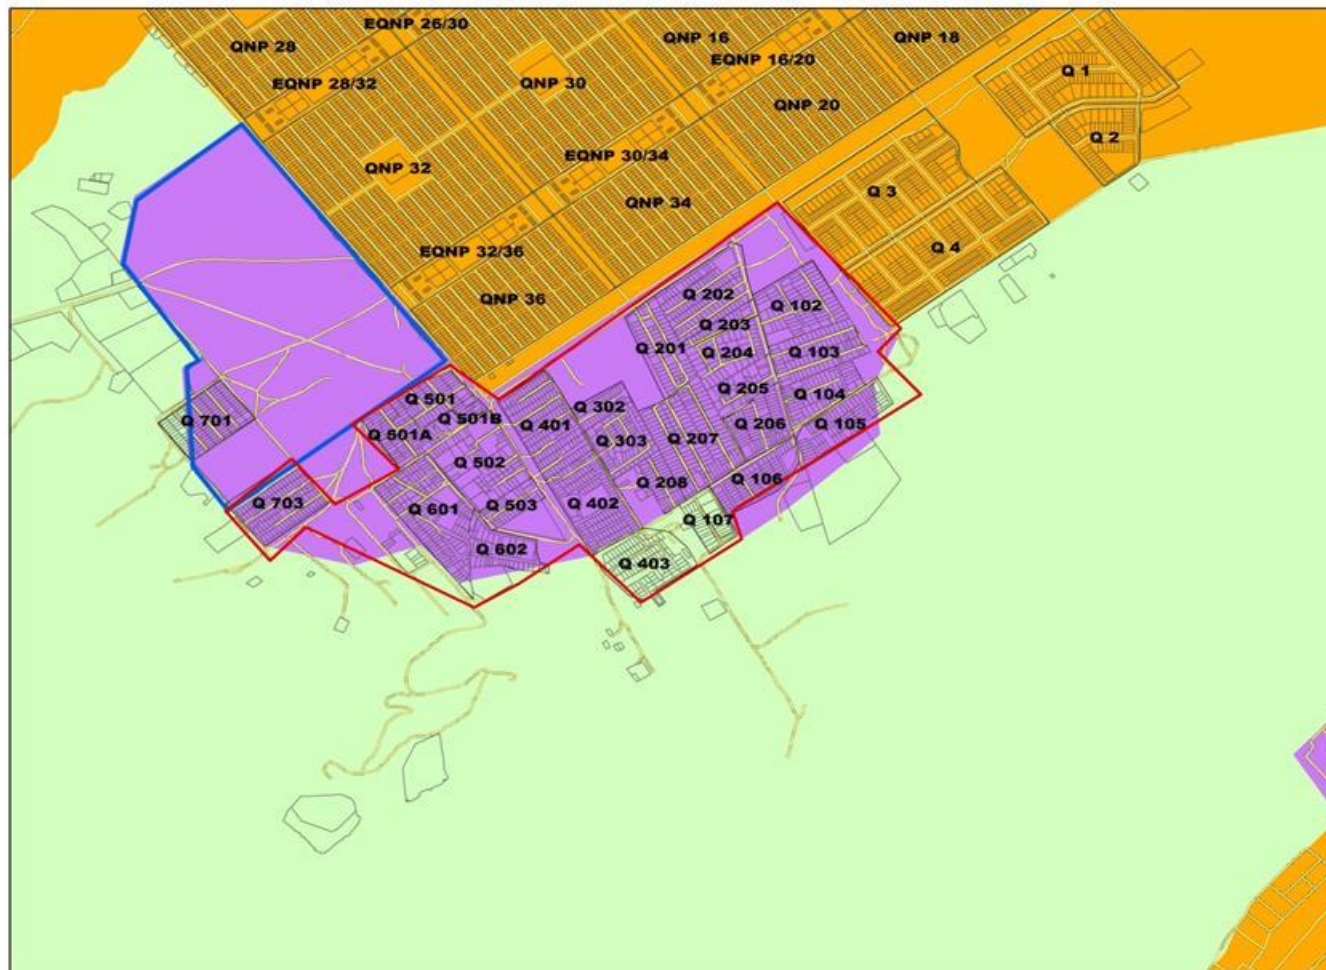 EQNP 26/30
QNP 28
QNP 16
QNP 18
EQNP 16/20
Q 1
EQNP 28/32
QNP 30
QNP 20
Q 2
EQNP 30/34
QNP 32
Q 3
QNP 34
Q 4
EQNP 32/36
QNP 36
Q 202
Q 102
Q 203
Q 201
Q 204
Q 103
Q 205
Q 104
Q 501
Q 302
Q 701
Q 501B
Q 401
Q 501A
Q 303
Q 207
Q 206
Q 105
Q 502
Q 208
Q 106
Q 703
Q 601
Q 503
Q 402
Q 107
Q 602
Q 403